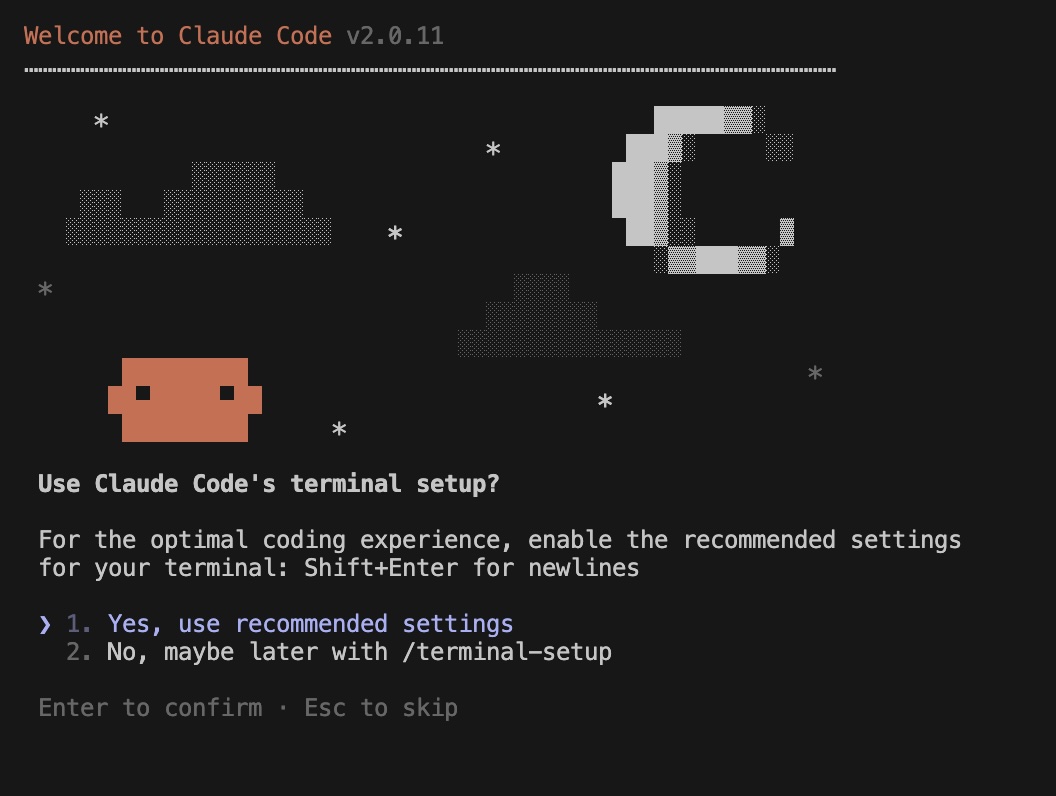 Welcome to Claude Code v2.0.11
Use Claude Code's terminal setup?
For the optimal coding experience, enable the recommended settings
for your terminal: Shift+Enter for newlines
❯ 1. Yes, use recommended settings
2. No, maybe later with /terminal-setup
Enter to confirm · Esc to skip